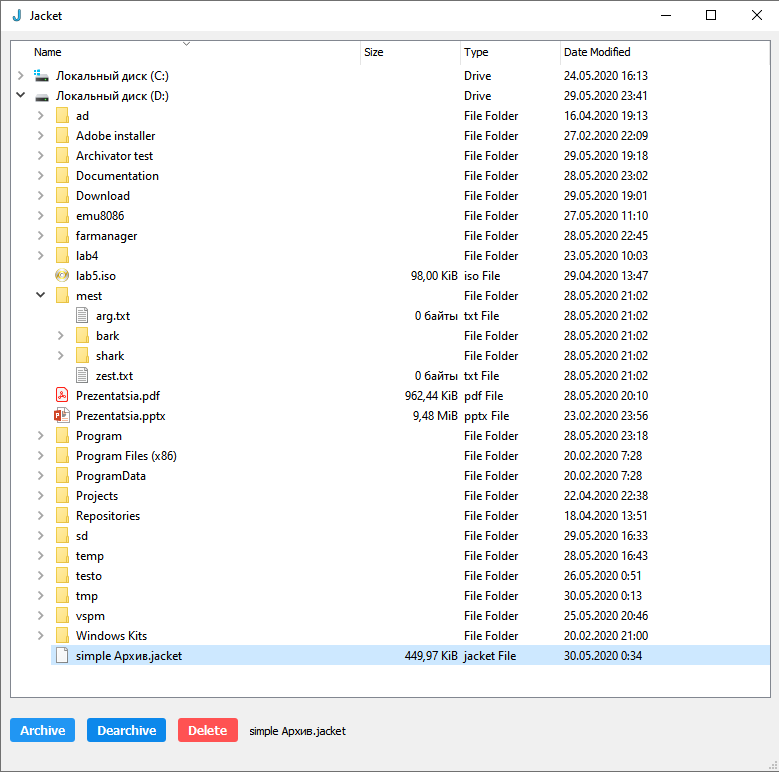 Jacket
Name Size Type Date Modified
Локальный диск (C:) Drive 24.05.2020 16:13
Локальный диск (D:) Drive 29.05.2020 23:41
ad File Folder 16.04.2020 19:13
Adobe installer File Folder 27.02.2020 22:09
Archivator test File Folder 29.05.2020 19:18
Documentation File Folder 28.05.2020 23:02
Download File Folder 29.05.2020 19:01
emu8086 File Folder 27.05.2020 11:10
farmanager File Folder 28.05.2020 22:45
lab4 File Folder 23.05.2020 10:03
lab5.iso 98,00 KiB iso File 29.04.2020 13:47
mest File Folder 28.05.2020 21:02
arg.txt 0 байты txt File 28.05.2020 21:02
bark File Folder 28.05.2020 21:02
shark File Folder 28.05.2020 21:02
zest.txt 0 байты txt File 28.05.2020 21:02
Prezentatsia.pdf 962,44 KiB pdf File 28.05.2020 20:10
Prezentatsia.pptx 9,48 MiB pptx File 23.02.2020 23:56
Program File Folder 28.05.2020 23:18
Program Files (x86) File Folder 20.02.2020 7:28
ProgramData File Folder 20.02.2020 7:28
Projects File Folder 22.04.2020 22:38
Repositories File Folder 18.04.2020 13:51
sd File Folder 29.05.2020 16:33
temp File Folder 28.05.2020 16:43
testo File Folder 26.05.2020 0:51
tmp File Folder 30.05.2020 0:13
vspm File Folder 25.05.2020 20:46
Windows Kits File Folder 20.02.2020 21:00
simple Архив.jacket 449,97 KiB jacket File 30.05.2020 0:34
Archive Dearchive Delete simple Архив.jacket